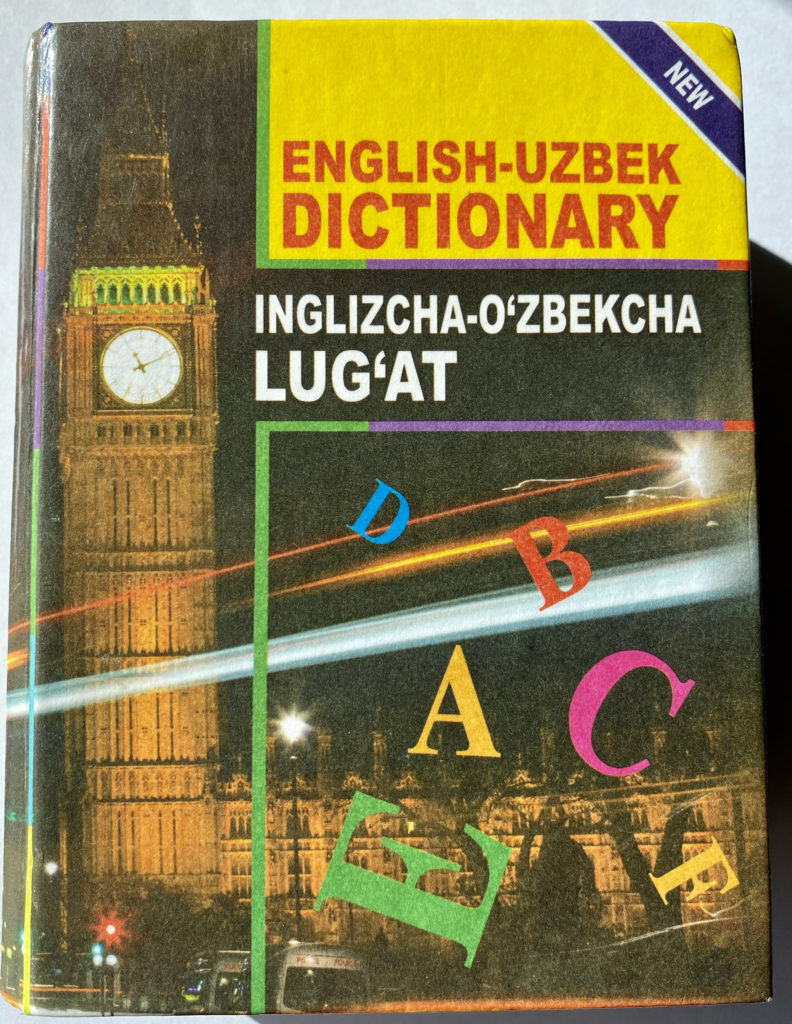 NEW
ENGLISH-UZBEK
DICTIONARY
INGLIZCHA-O‘ZBEKCHA
LUG‘AT
D
B
A
C
E
F